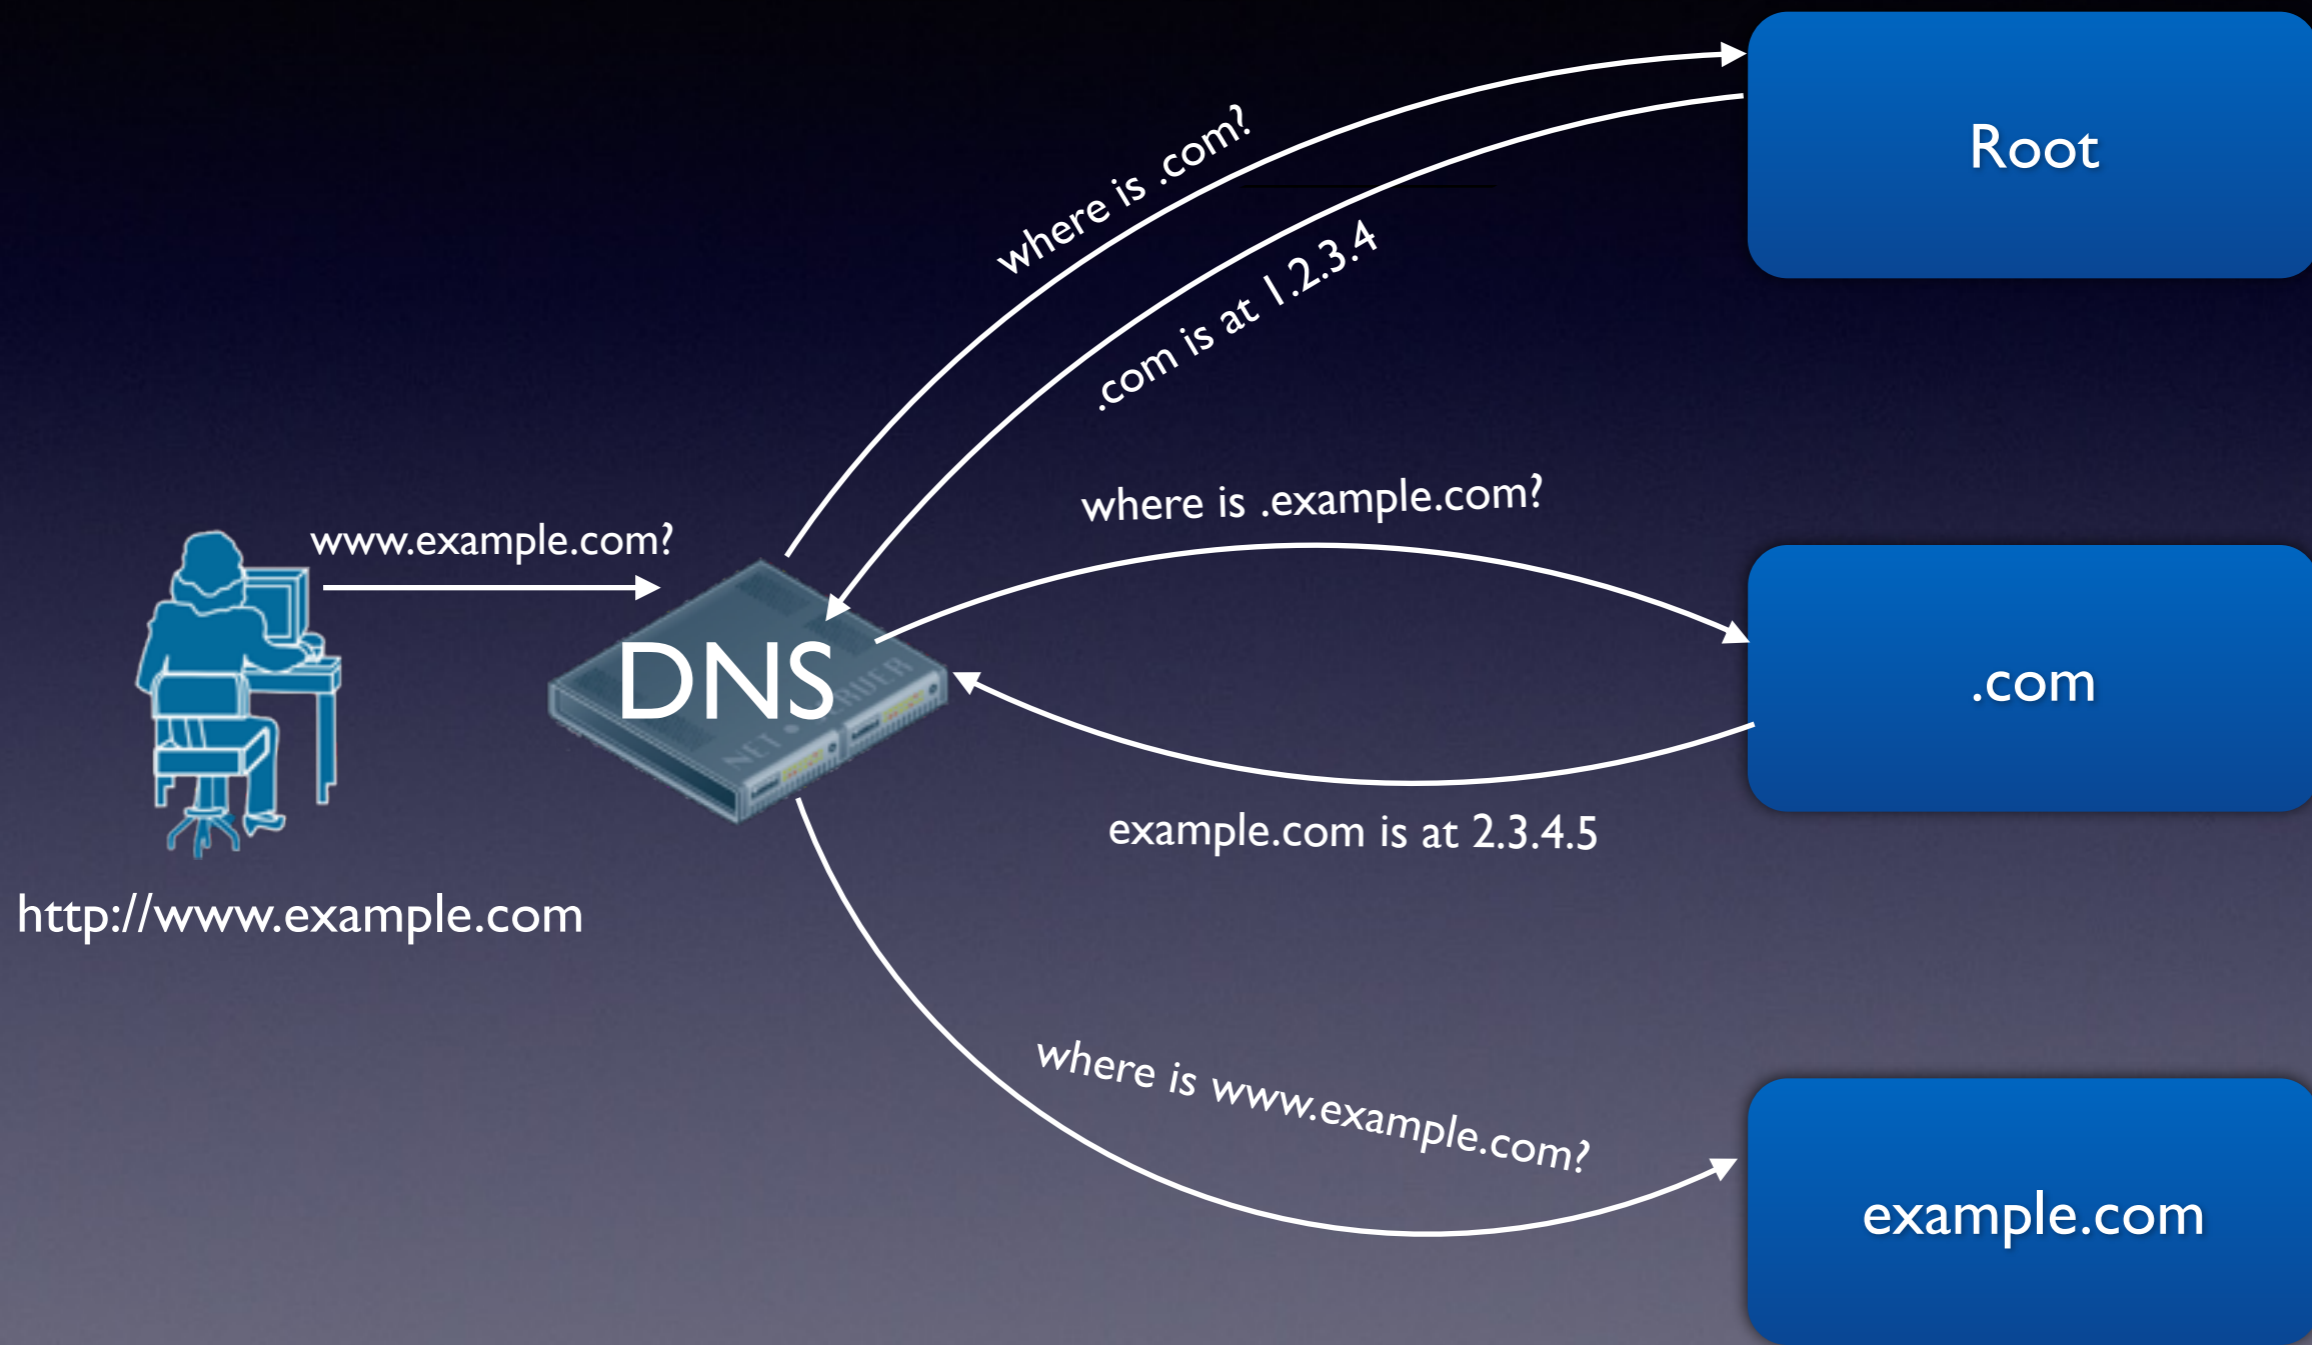 Root
where is .com?
.com is at 1.2.3.4
where is .example.com?
www.example.com?
DNS
NET • SERVER
.com
example.com is at 2.3.4.5
http://www.example.com
where is www.example.com?
example.com